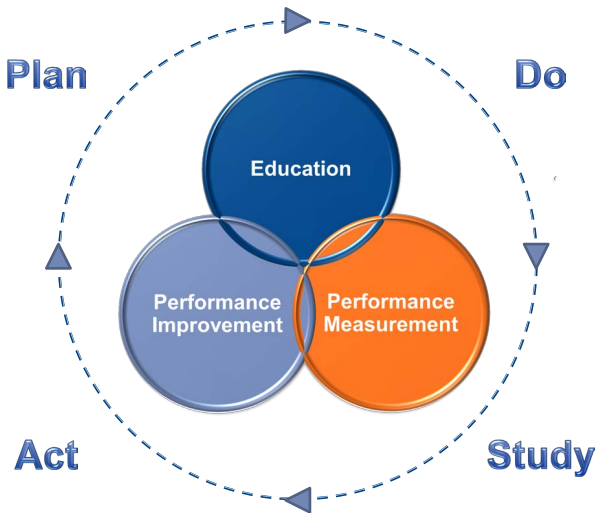 Plan
Do
Education
Performance
Improvement
Performance
Measurement
Act
Study